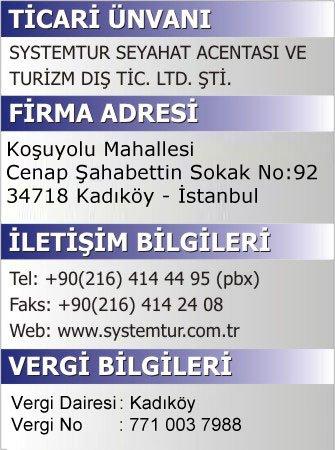 TİCARİ ÜNVANI
SYSTEMTUR SEYAHAT ACENTASI VE
TURİZM DIŞ TİC. LTD. ŞTİ.
FİRMA ADRESİ
Koşuyolu Mahallesi
Cenap Şahabettin Sokak No:92
34718 Kadıköy - İstanbul
İLETİŞİM BİLGİLERİ
Tel: +90(216) 414 44 95 (pbx)
Faks: +90(216) 414 24 08
Web: www.systemtur.com.tr
VERGİ BİLGİLERİ
Vergi Dairesi : Kadıköy
Vergi No : 771 003 7988